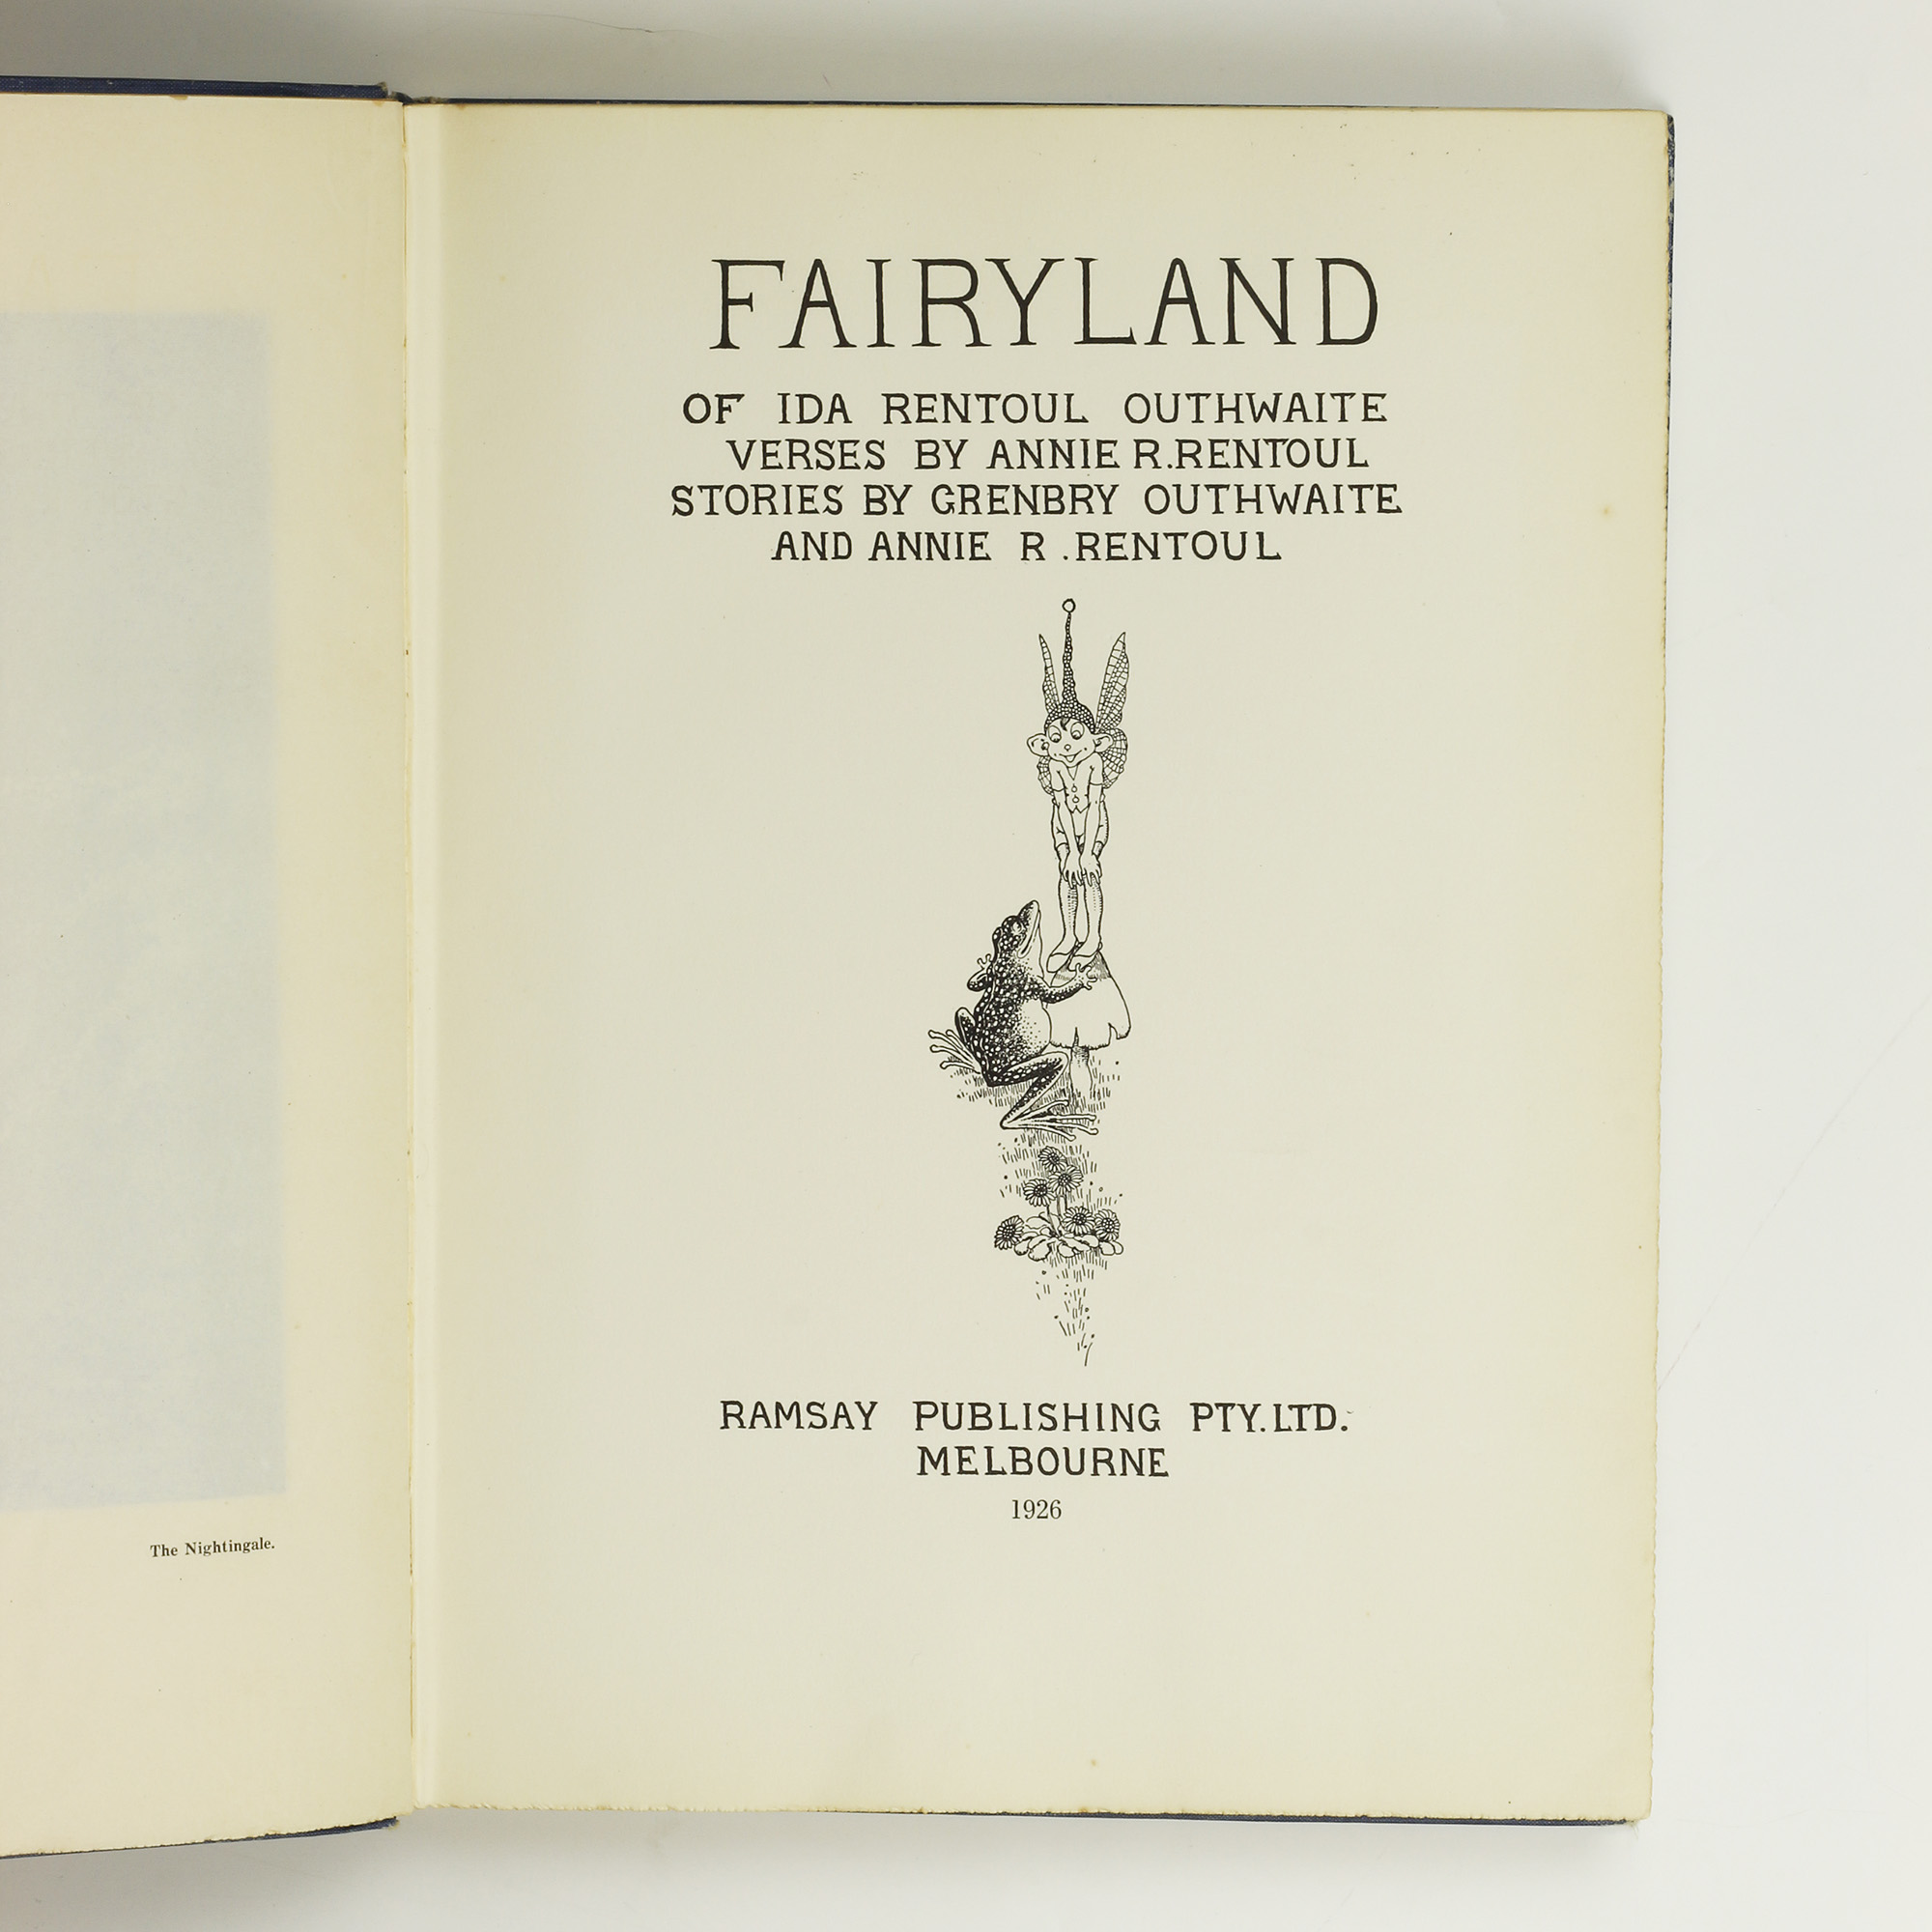 The Nightingale.
FAIRYLAND
OF IDA RENTOUL OUTHWAITE
VERSES BY ANNIE R.RENTOUL
STORIES BY GRENBRY OUTHWAITE
AND ANNIE R.RENTOUL
RAMSAY PUBLISHING PTY.LTD.
MELBOURNE
1926